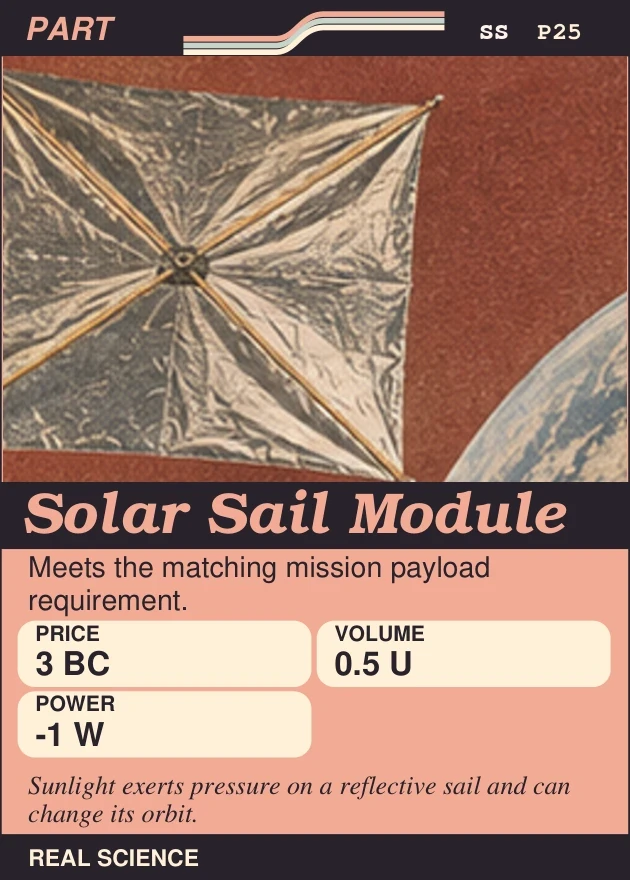 PART
SS P25
Solar Sail Module
Meets the matching mission payload
requirement.
PRICE
3 BC
VOLUME
0.5 U
POWER
-1 W
Sunlight exerts pressure on a reflective sail and can
change its orbit.
REAL SCIENCE